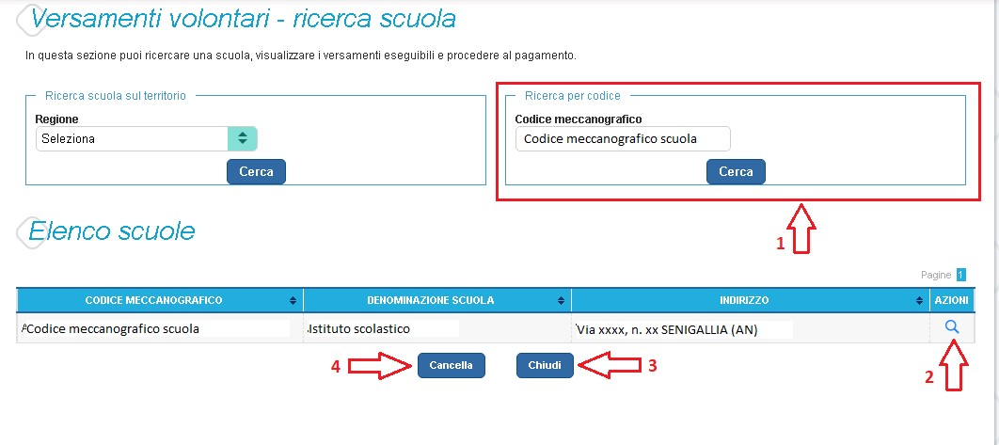 Versamenti volontari - ricerca scuola
In questa sezione puoi ricercare una scuola, visualizzare i versamenti eseguibili e procedere al pagamento.
Ricerca scuola sul territorio
Regione
Seleziona
Cerca
Ricerca per codice
Codice meccanografico
Codice meccanografico scuola
Cerca
1
Elenco scuole
Pagine 1
CODICE MECCANOGRAFICO DENOMINAZIONE SCUOLA INDIRIZZO AZIONI
Codice meccanografico scuola Istituto scolastico Via xxxx, n. xx SENIGALLIA (AN)
4 Cancella Chiudi 3 2